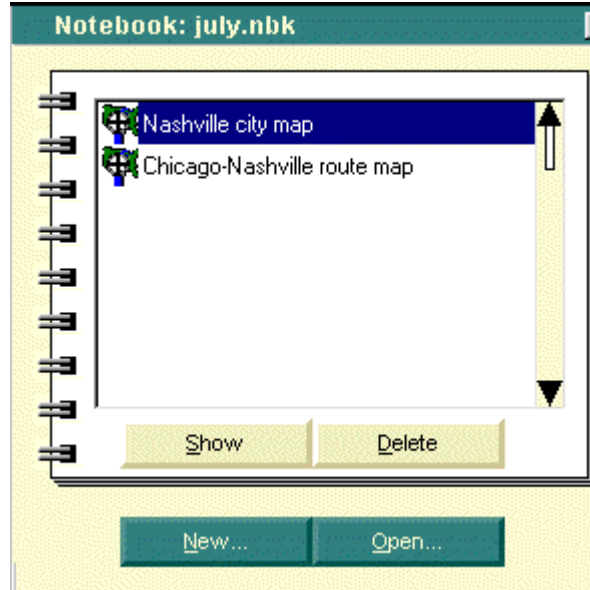 Notebook: july.nbk
Nashville city map
Chicago-Nashville route map
Show Delete
New... Open...